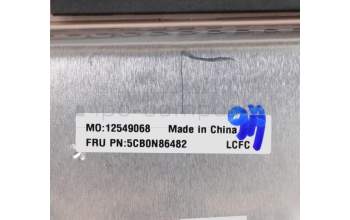 MO:12549068 Made in China
FRU PN:5CB0N86482 LCFC